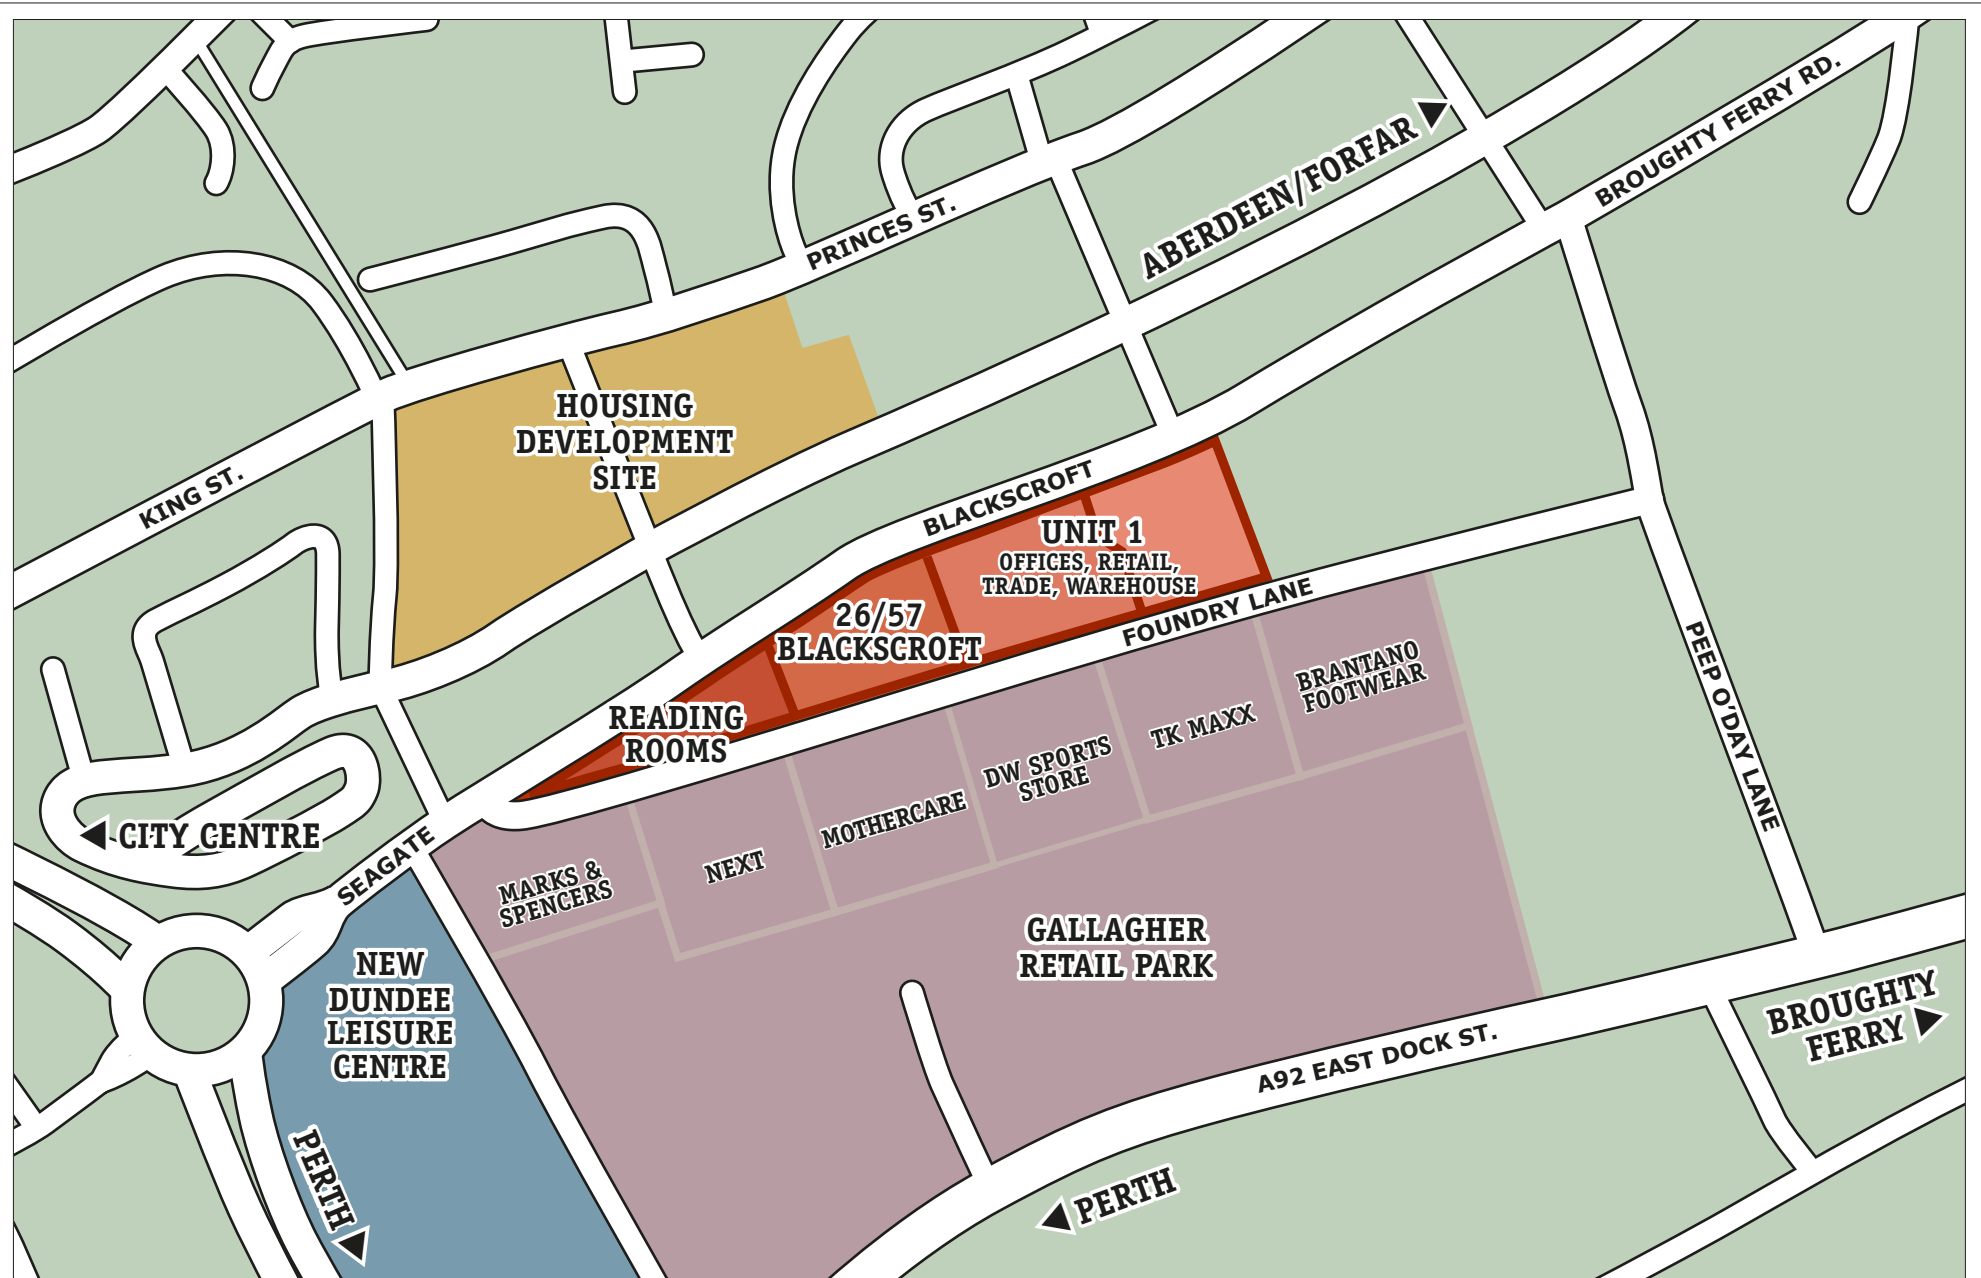 BROUGHTY FERRY RD.
ABERDEEN/FORFAR
PRINCES ST.
HOUSING
DEVELOPMENT
SITE
KING ST.
BLACKSCROFT
UNIT 1
OFFICES, RETAIL,
TRADE, WAREHOUSE
26/57
BLACKSCROFT
FOUNDRY LANE
READING
ROOMS
PEEP O'DAY LANE
BRANTANO
FOOTWEAR
TK MAXX
DW SPORTS
STORE
MOTHERCARE
NEXT
MARKS &
SPENCERS
CITY CENTRE
SEAGATE
GALLAGHER
RETAIL PARK
NEW
DUNDEE
LEISURE
CENTRE
A92 EAST DOCK ST.
BROUGHTY
FERRY
PERTH
PERTH